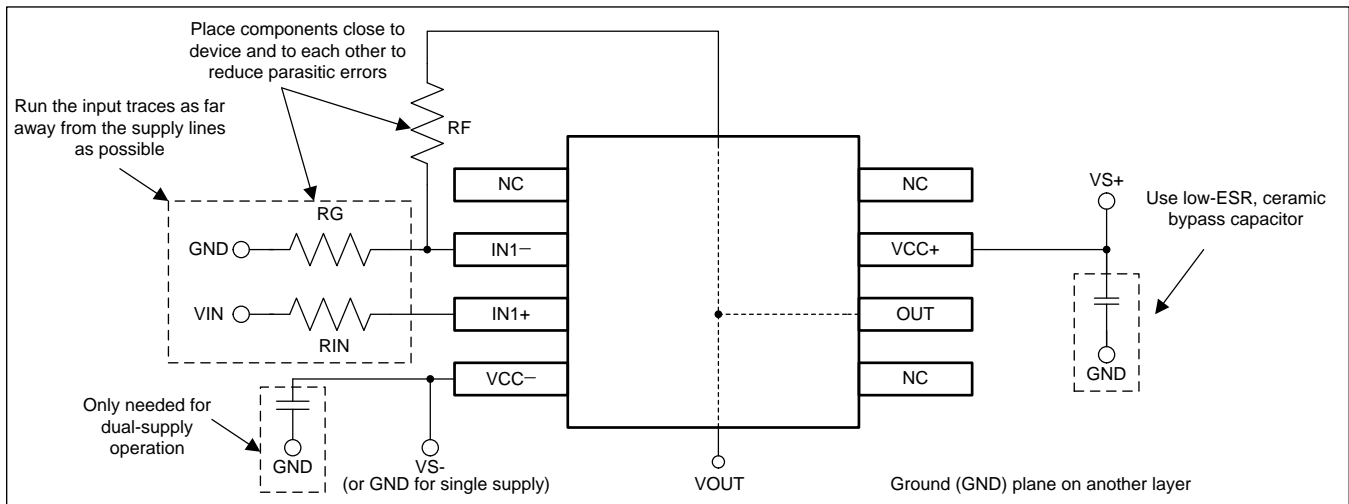 Place components close to
device and to each other to
reduce parasitic errors
Run the input traces as far
away from the supply lines
as possible
RF
NC
NC
VS+
Use low-ESR, ceramic
bypass capacitor
RG
GND
IN1−
VCC+
VIN
IN1+
OUT
RIN
GND
VCC−
NC
Only needed for
dual-supply
operation
GND
VS-
(or GND for single supply)
VOUT
Ground (GND) plane on another layer